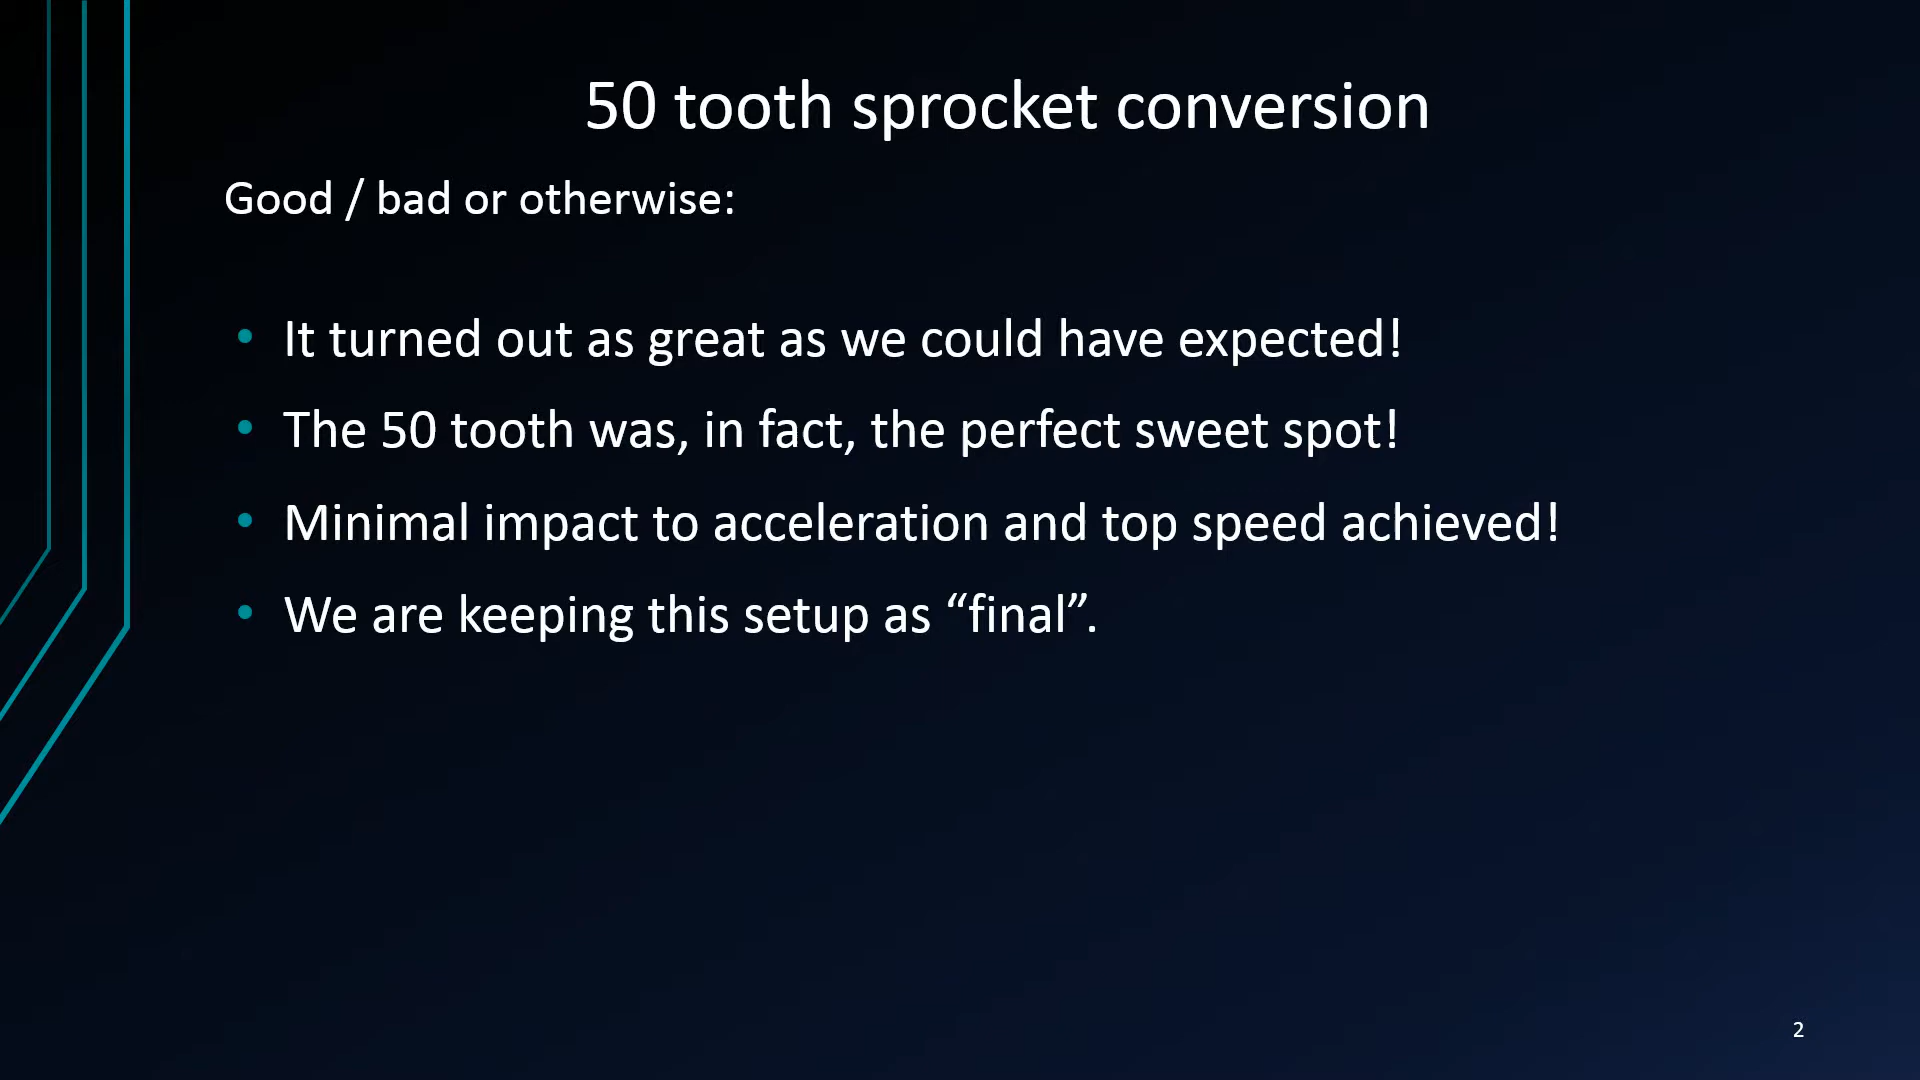 50 tooth sprocket conversion
Good / bad or otherwise:
• It turned out as great as we could have expected!
• The 50 tooth was, in fact, the perfect sweet spot!
• Minimal impact to acceleration and top speed achieved!
• We are keeping this setup as “final”.
2